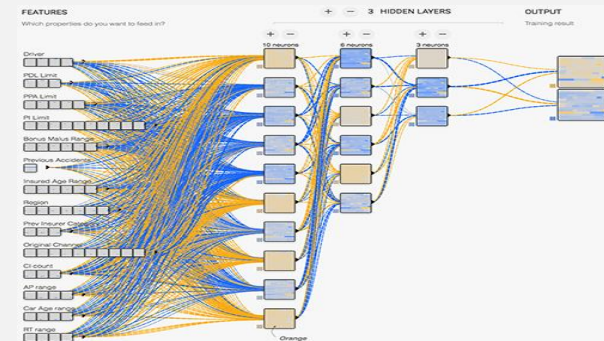 FEATURES
Which properties do you want to feed in?
+ − 3 HIDDEN LAYERS
OUTPUT
Training result
+ −
+ −
+ −
10 neurons
6 neurons
3 neurons
Driver
PDL Limit
PPA Limit
PI Limit
Bonus Malus Range
Previous Accidents
Insured Age Range
Region
Prev Insurer
Original Channel
CI count
AP range
Car Age range
RT range
Orange